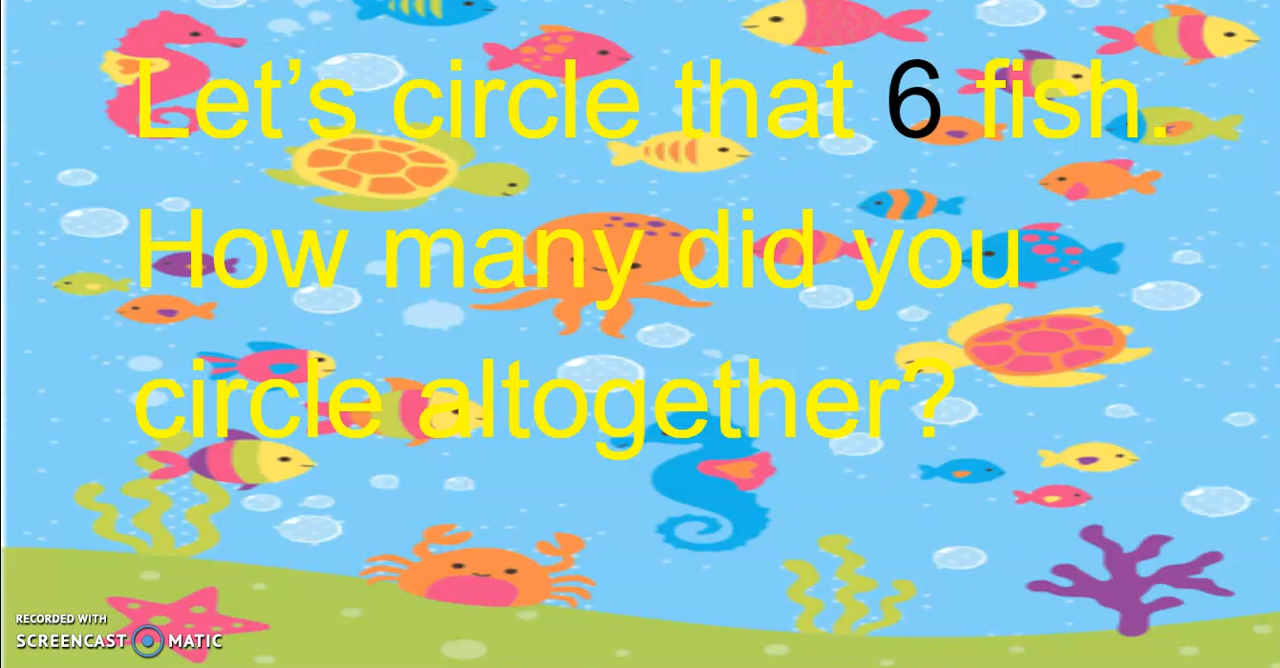 Let’s circle that 6 fish.
How many did you
circle altogether?
RECORDED WITH
SCREENCAST MATIC